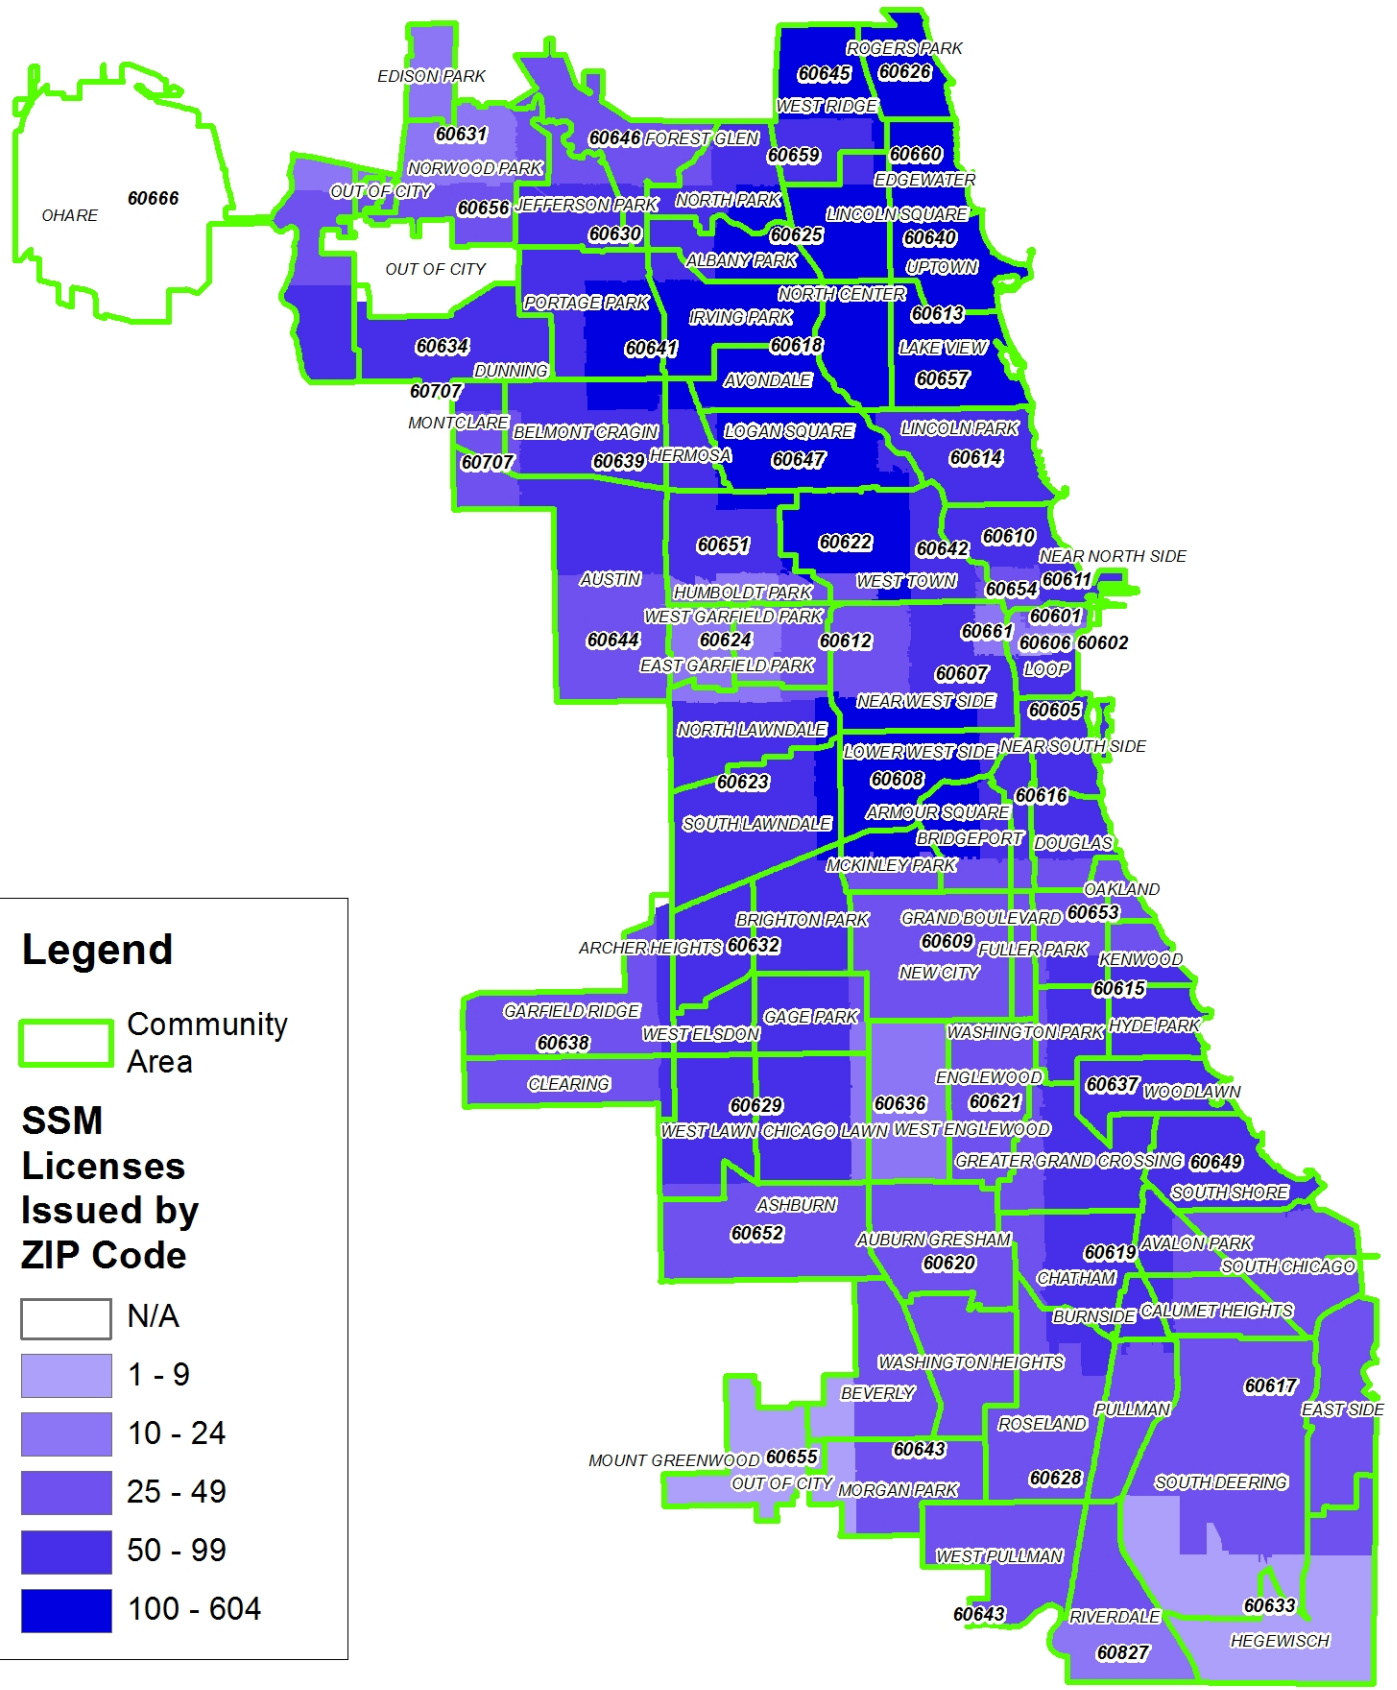 ROGERS PARK
60645
60626
EDISON PARK
WEST RIDGE
60631
60646
FOREST GLEN
60659
60660
NORWOOD PARK
EDGEWATER
OUT OF CITY
60666
NORTH PARK
60656
JEFFERSON PARK
OHARE
LINCOLN SQUARE
60630
60625
60640
ALBANY PARK
OUT OF CITY
UPTOWN
NORTH CENTER
PORTAGE PARK
60613
IRVING PARK
60634
60641
60618
LAKE VIEW
DUNNING
AVONDALE
60657
60707
MONTCLARE
BELMONT CRAGIN
LOGAN SQUARE
LINCOLN PARK
HERMOSA
60707
60639
60647
60614
60651
60622
60642
60610
NEAR NORTH SIDE
AUSTIN
WEST TOWN
60611
HUMBOLDT PARK
60654
WEST GARFIELD PARK
60601
60644
60624
60612
60661
60606
60602
EAST GARFIELD PARK
60607
LOOP
NEAR WEST SIDE
60605
NORTH LAWNDALE
LOWER WEST SIDE
NEAR SOUTH SIDE
60623
60608
60616
SOUTH LAWNDALE
ARMOUR SQUARE
BRIDGEPORT
DOUGLAS
MCKINLEY PARK
OAKLAND
BRIGHTON PARK
GRAND BOULEVARD
60653
ARCHER HEIGHTS
60632
60609
FULLER PARK
KENWOOD
NEW CITY
60615
GARFIELD RIDGE
GAGE PARK
WEST ELSDON
WASHINGTON PARK
HYDE PARK
60638
CLEARING
ENGLEWOOD
60637
WOODLAWN
60629
60636
60621
WEST LAWN
CHICAGO LAWN
WEST ENGLEWOOD
GREATER GRAND CROSSING
60649
SOUTH SHORE
ASHBURN
60652
AUBURN GRESHAM
60619
AVALON PARK
60620
CHATHAM
SOUTH CHICAGO
BURNSIDE
CALUMET HEIGHTS
WASHINGTON HEIGHTS
BEVERLY
60617
PULLMAN
EAST SIDE
ROSELAND
MOUNT GREENWOOD
60655
60643
OUT OF CITY
MORGAN PARK
60628
SOUTH DEERING
WEST PULLMAN
60643
RIVERDALE
60633
60827
HEGEWISCH
Legend
Community
Area
SSM
Licenses
Issued by
ZIP Code
N/A
1 - 9
10 - 24
25 - 49
50 - 99
100 - 604